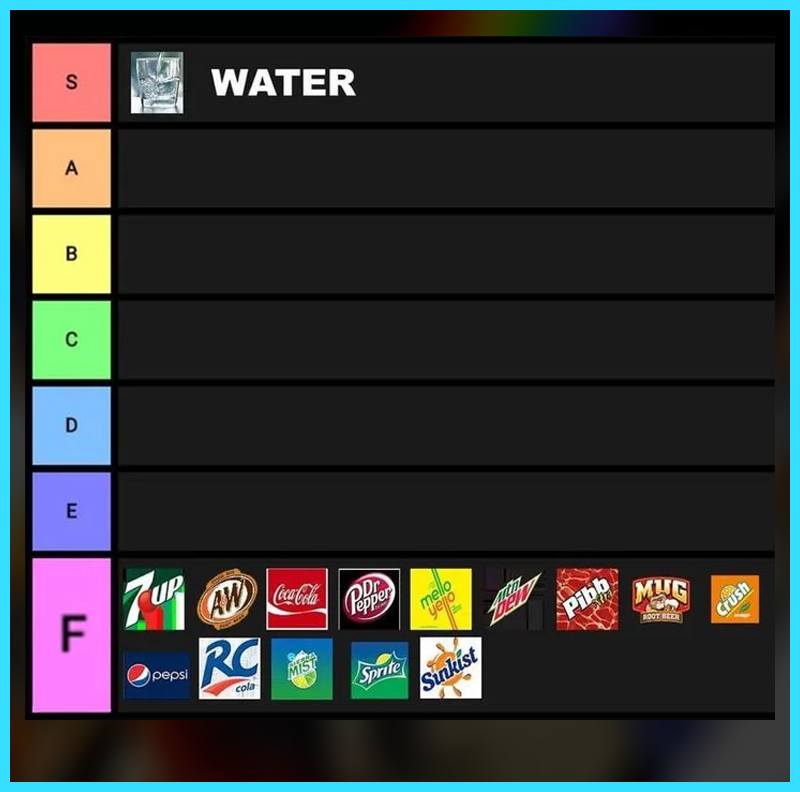 S
WATER
A
B
C
D
E
F
7UP
A&W
Coca-Cola
Dr Pepper
mello yello
Mtn DEW
Pibb Xtra
MUG ROOT BEER
Crush
pepsi
RC cola
MIST
Sprite
Sunkist